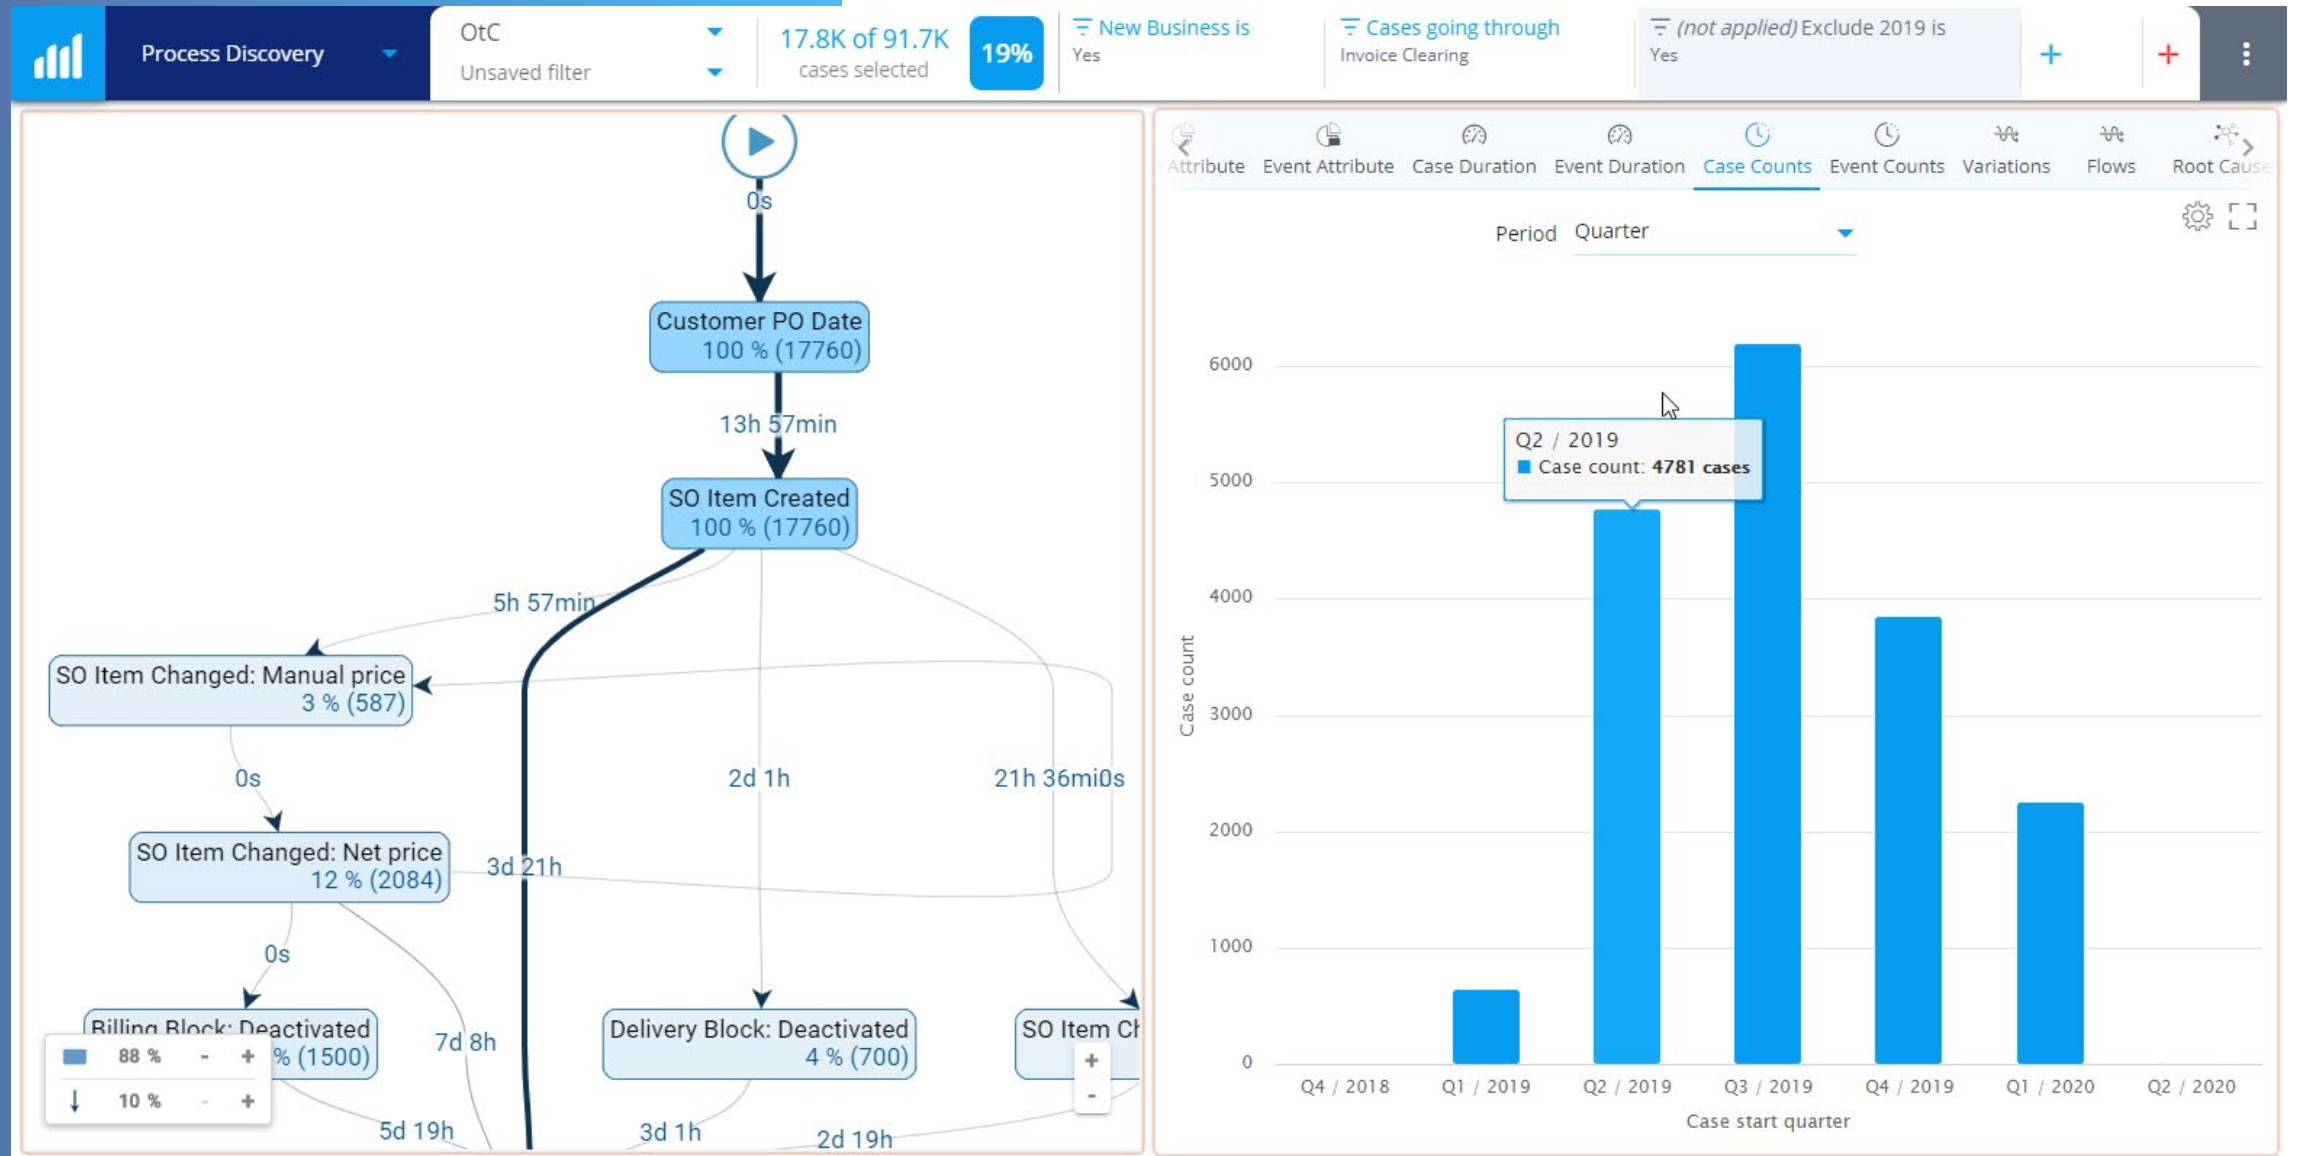 Process Discovery
OtC
Unsaved filter
17.8K of 91.7K
cases selected
19%
New Business is
Yes
Cases going through
Invoice Clearing
(not applied) Exclude 2019 is
Yes
0s
Customer PO Date
100 % (17760)
13h 57min
SO Item Created
100 % (17760)
5h 57min
SO Item Changed: Manual price
3 % (587)
0s
2d 1h
21h 36mi
0s
SO Item Changed: Net price
12 % (2084)
3d 21h
0s
Billing Block: Deactivated
% (1500)
7d 8h
Delivery Block: Deactivated
4 % (700)
SO Item
88 % - +
10 % - +
+
-
5d 19h
3d 1h
2d 19h
Attribute
Event Attribute
Case Duration
Event Duration
Case Counts
Event Counts
Variations
Flows
Root Cause
Period Quarter
Q2 / 2019
Case count: 4781 cases
Case count
6000
5000
4000
3000
2000
1000
0
Q4 / 2018
Q1 / 2019
Q2 / 2019
Q3 / 2019
Q4 / 2019
Q1 / 2020
Q2 / 2020
Case start quarter